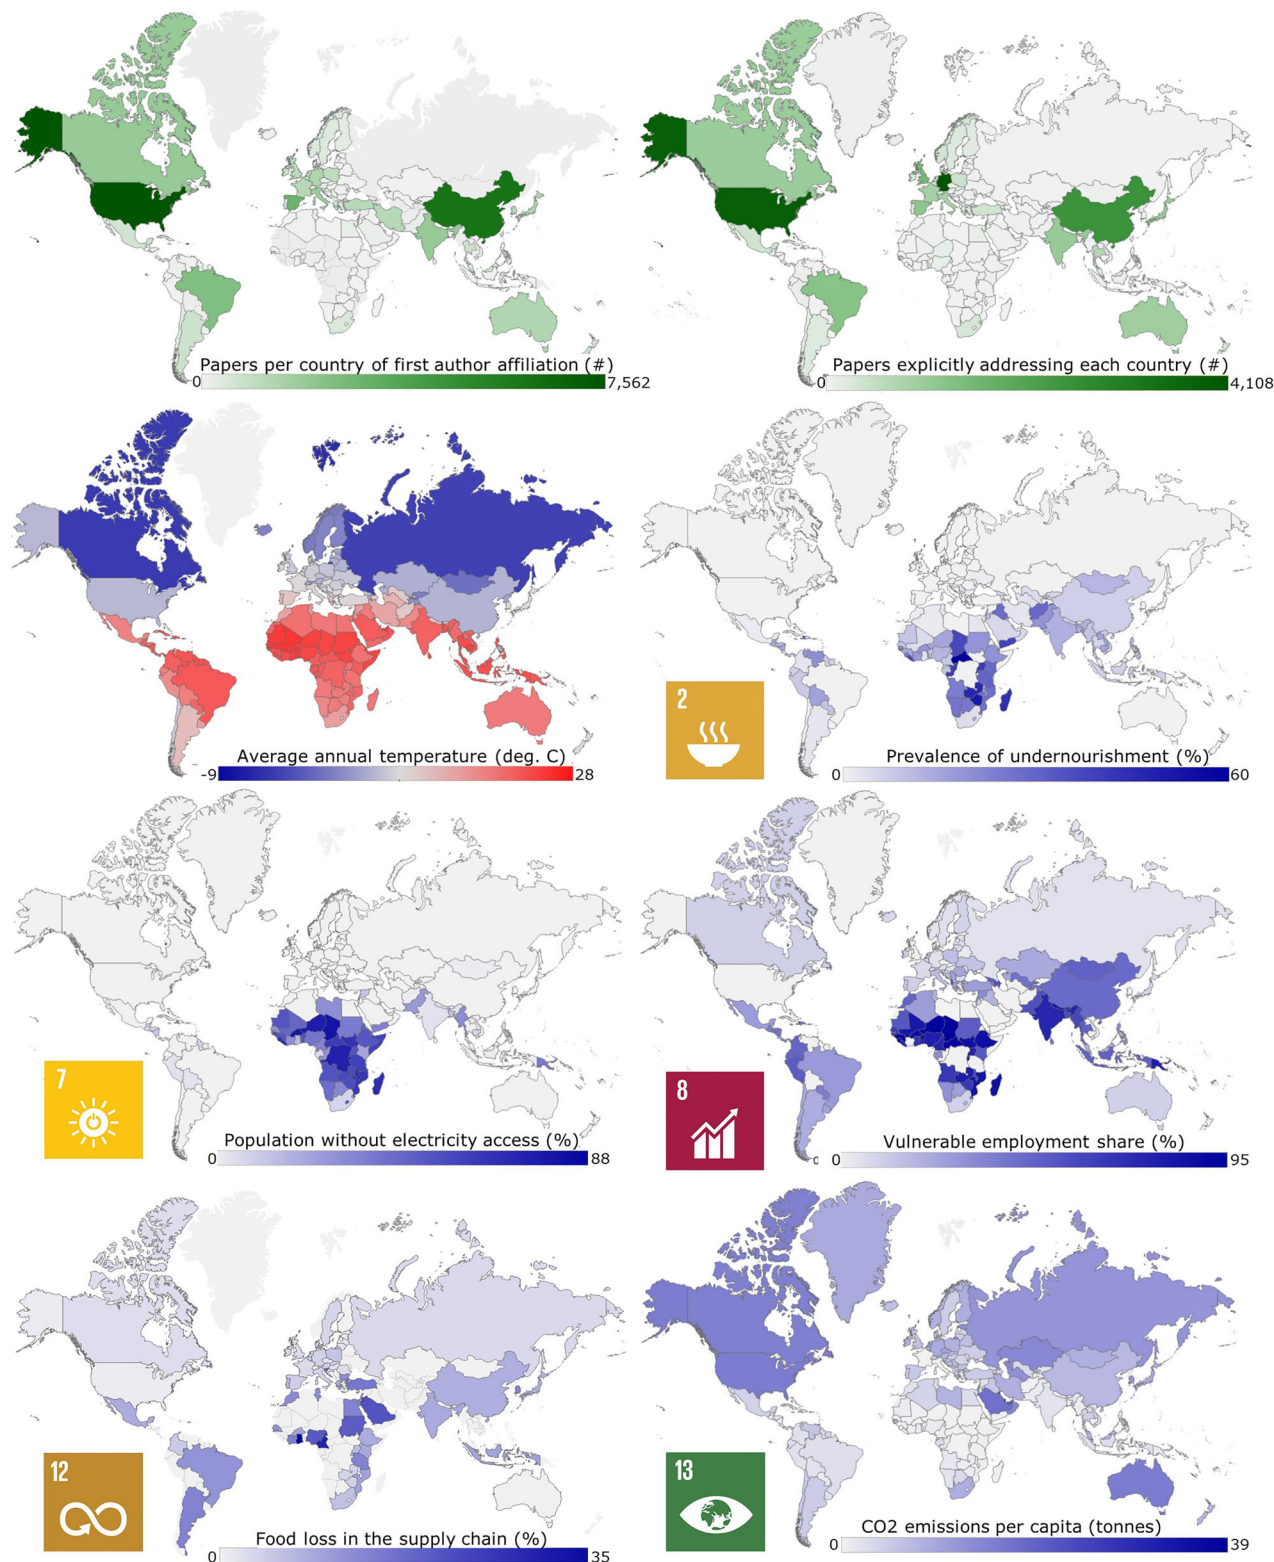 Papers per country of first author affiliation (#)
0 7,562
Papers explicitly addressing each country (#)
0 4,108
Average annual temperature (deg. C)
-9 28
2
Prevalence of undernourishment (%)
0 60
7
Population without electricity access (%)
0 88
8
Vulnerable employment share (%)
0 95
12
Food loss in the supply chain (%)
0 35
13
CO2 emissions per capita (tonnes)
0 39